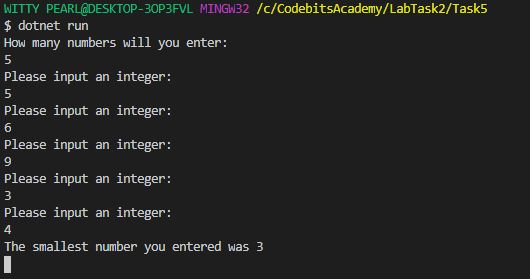 WITTY PEARL@DESKTOP-3OP3FVL MINGW32 /c/CodebitsAcademy/LabTask2/Task5
$ dotnet run
How many numbers will you enter:
5
Please input an integer:
5
Please input an integer:
6
Please input an integer:
9
Please input an integer:
3
Please input an integer:
4
The smallest number you entered was 3